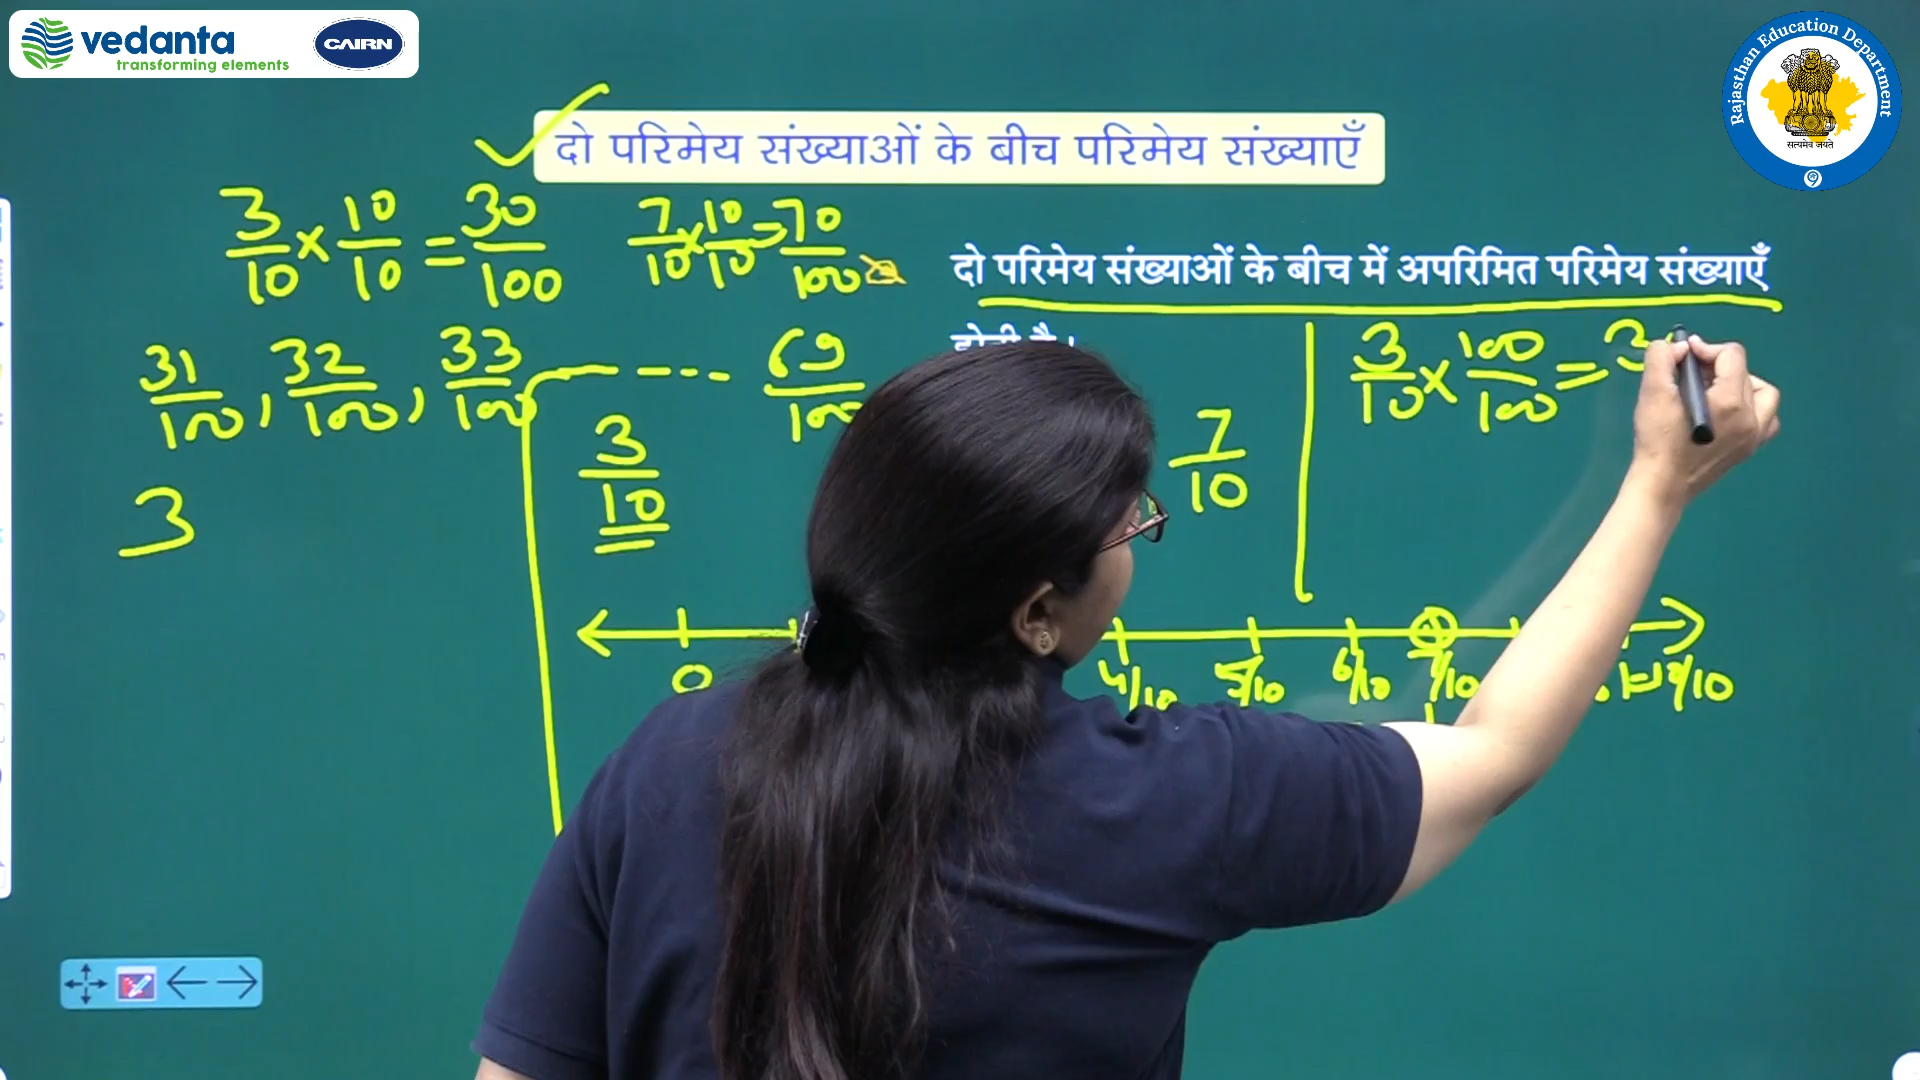 vedanta
transforming elements
CAIRN
Rajasthan Education Department
सत्यमेव जयते
दो परिमेय संख्याओं के बीच परिमेय संख्याएँ
3/10 × 10/10 = 30/100
7/10 × 10/10 = 70/100
दो परिमेय संख्याओं के बीच में अपरिमित परिमेय संख्याएँ
होती है।
31/100, 32/100, 33/100 ---- 69/100
3
3/10
7/10
3/10 × 100/100 = 3
0
4/10 5/10 6/10 7/10